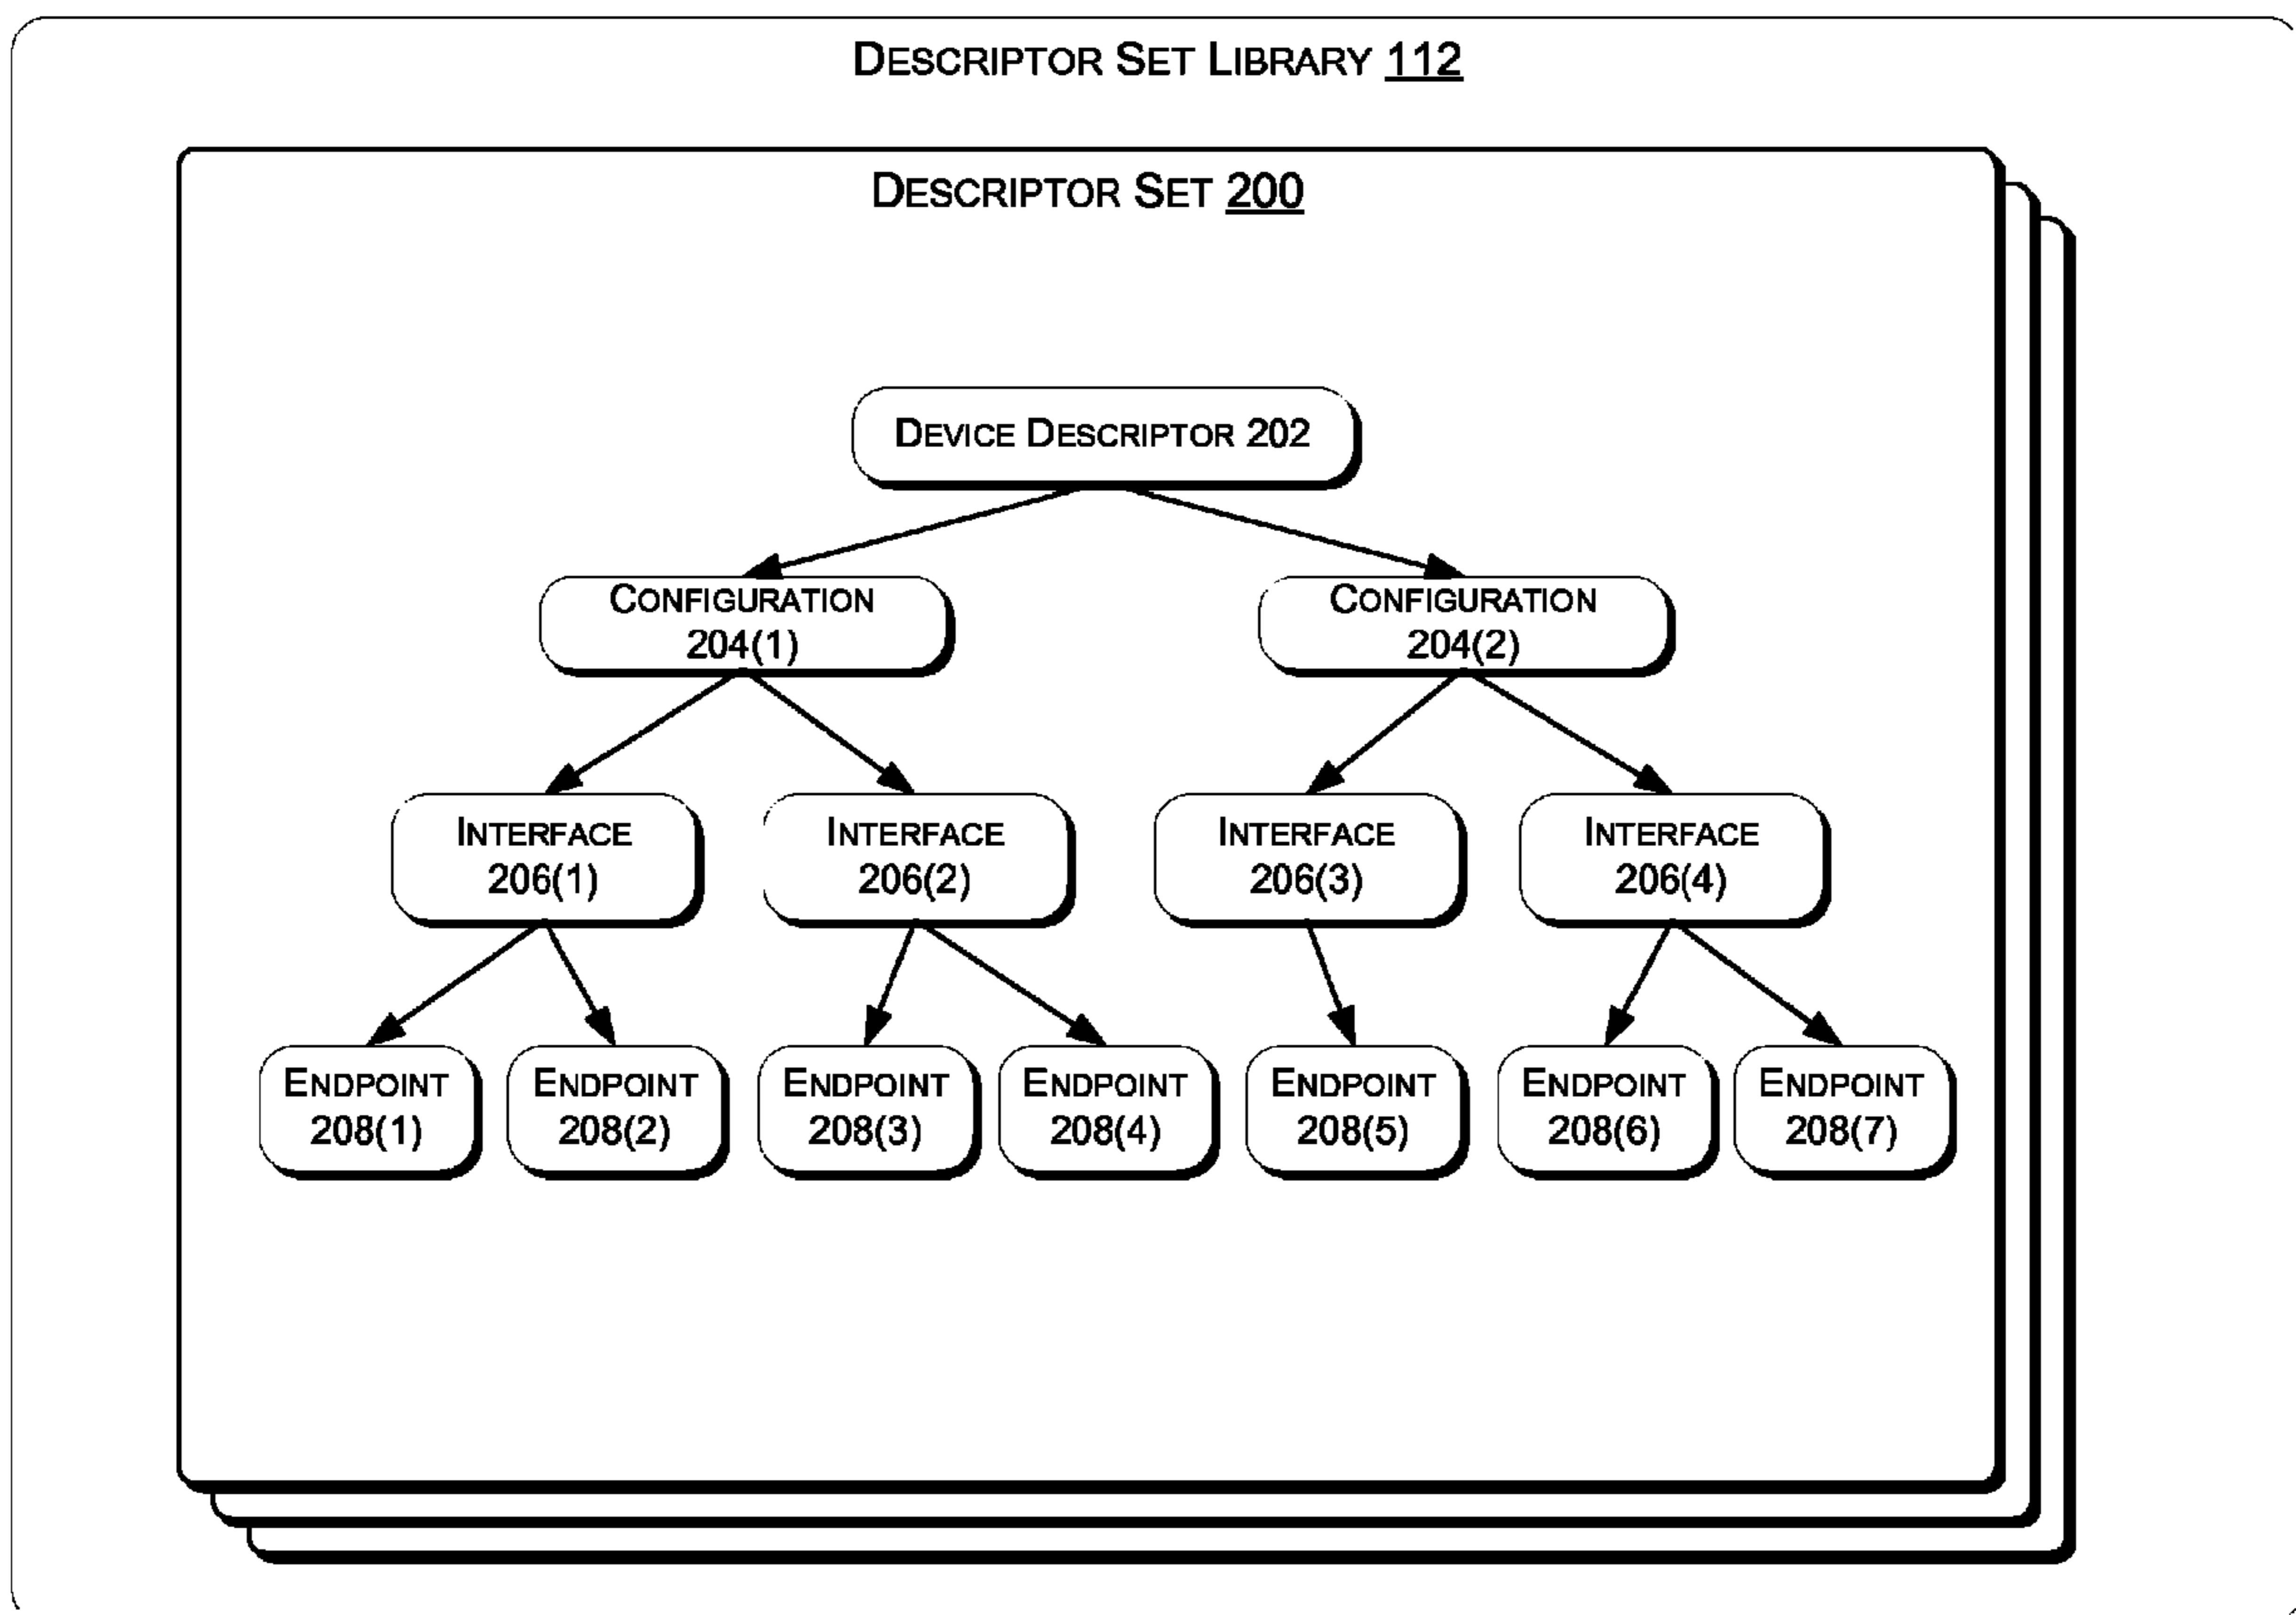 DESCRIPTOR SET LIBRARY 112
DESCRIPTOR SET 200
DEVICE DESCRIPTOR 202
CONFIGURATION
204(1)
CONFIGURATION
204(2)
INTERFACE
206(1)
INTERFACE
206(2)
INTERFACE
206(3)
INTERFACE
206(4)
ENDPOINT
208(1)
ENDPOINT
208(2)
ENDPOINT
208(3)
ENDPOINT
208(4)
ENDPOINT
208(5)
ENDPOINT
208(6)
ENDPOINT
208(7)